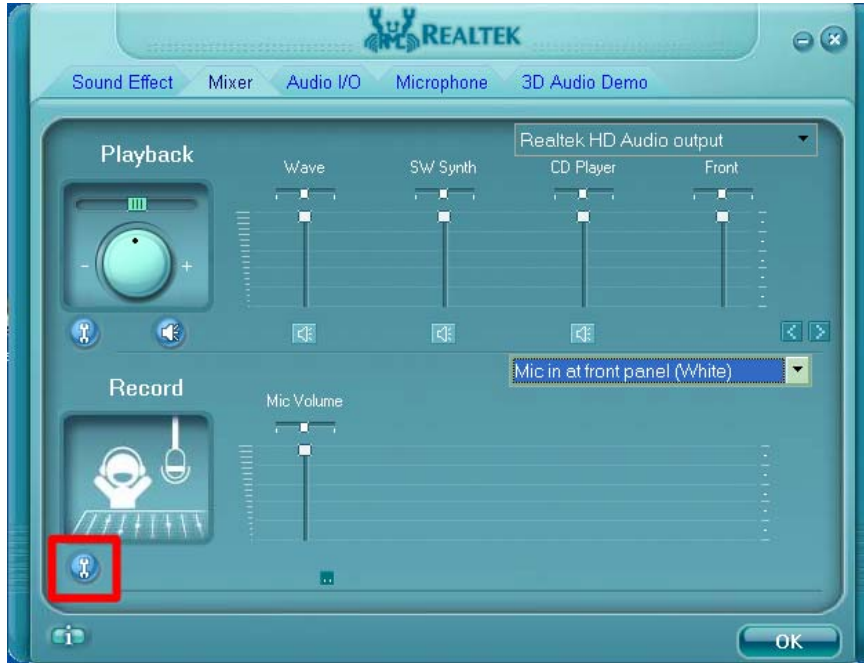 REALTEK
Sound Effect Mixer Audio I/O Microphone 3D Audio Demo
Realtek HD Audio output
Playback
Wave SW Synth CD Player Front
- +
Mic in at front panel (White)
Record
Mic Volume
i
OK